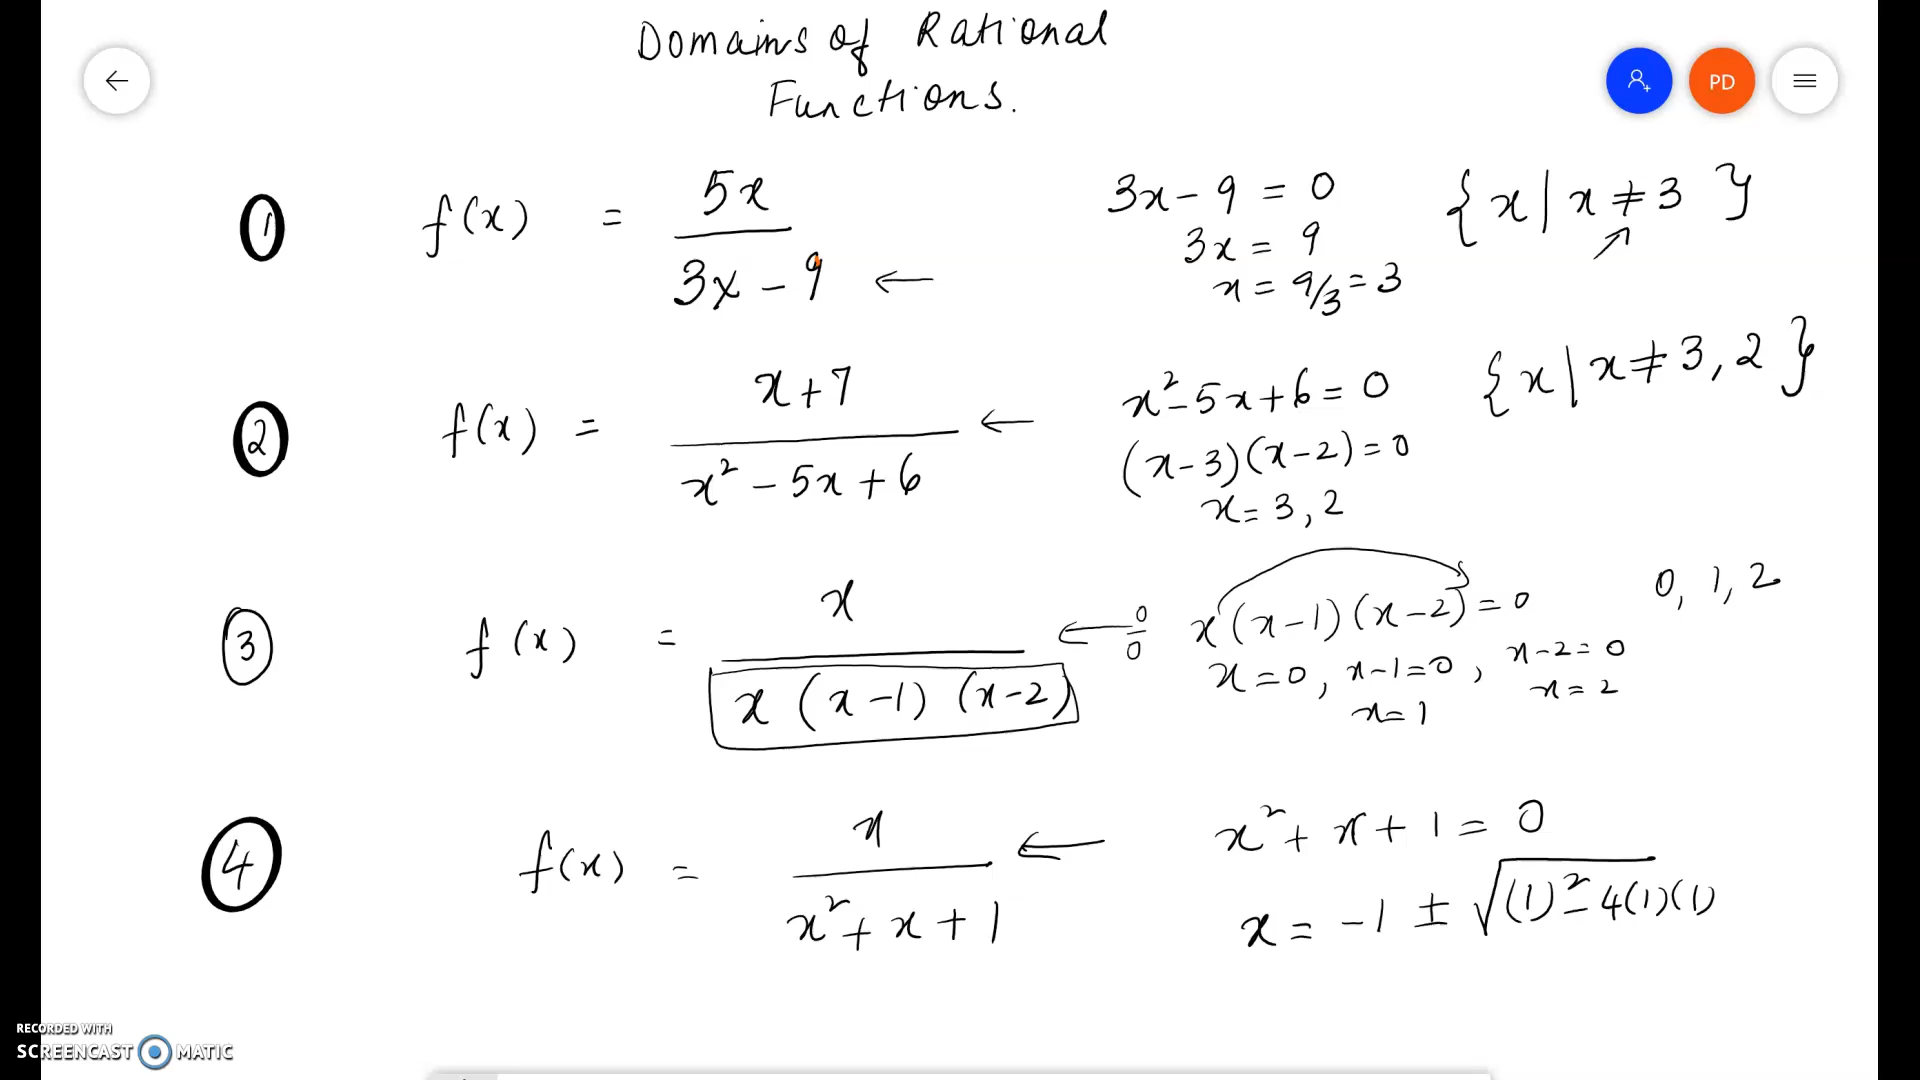 Domains of Rational
Functions.
PD
1 f(x) = 5x / 3x - 9 ←
3x - 9 = 0
3x = 9
x = 9/3 = 3
{x | x ≠ 3}
2 f(x) = x + 7 / x² - 5x + 6 ←
x² - 5x + 6 = 0
(x - 3)(x - 2) = 0
x = 3, 2
{x | x ≠ 3, 2}
3 f(x) = x / x (x - 1) (x - 2) ← 0/0
x(x - 1)(x - 2) = 0
x = 0, x - 1 = 0, x - 2 = 0
x = 1 x = 2
0, 1, 2
4 f(x) = x / x² + x + 1 ←
x² + x + 1 = 0
x = -1 ± √(1)² - 4(1)(1)
RECORDED WITH
SCREENCAST MATIC